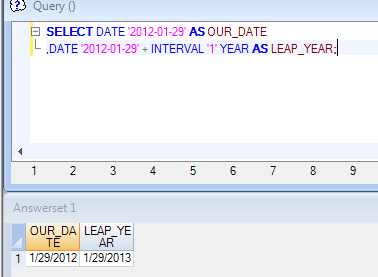 Query ()
SELECT DATE '2012-01-29' AS OUR_DATE
,DATE '2012-01-29' + INTERVAL '1' YEAR AS LEAP_YEAR;
1 2 3 4 5 6 7 8 9
Answerset 1
OUR_DA
TE
LEAP_YE
AR
1 1/29/2012 1/29/2013